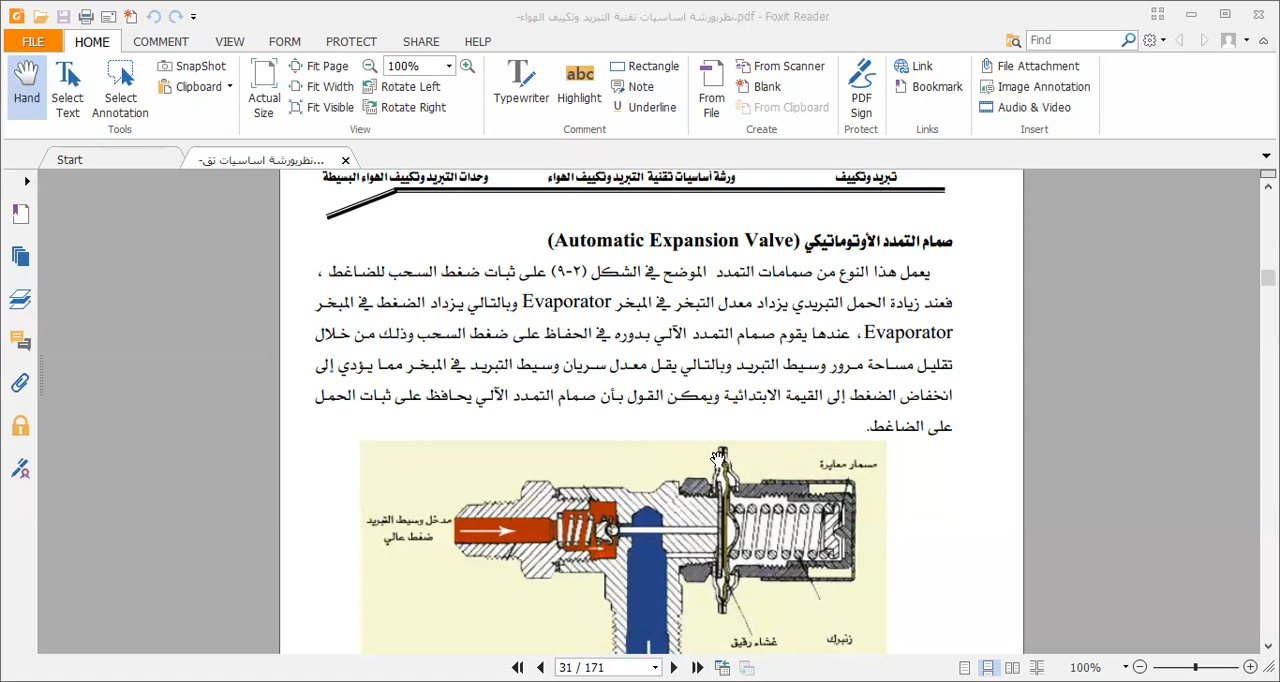 نظرىورشة اساسيات تقنية التبريد وتكييف الهواء-.pdf - Foxit Reader
FILE HOME COMMENT VIEW FORM PROTECT SHARE HELP
Find
Hand
Select Text
Select Annotation
SnapShot
Clipboard
Tools
Actual Size
Fit Page
Fit Width
Fit Visible
100%
Rotate Left
Rotate Right
View
Typewriter
Highlight
Rectangle
Note
Underline
Comment
From File
From Scanner
Blank
From Clipboard
Create
PDF Sign
Protect
Link
Bookmark
Links
File Attachment
Image Annotation
Audio & Video
Insert
Start
نظرىورشة اساسيات تق-...
تبريد وتكييف
ورشة أساسيات تقنية التبريد وتكييف الهواء
وحدات التبريد وتكييف الهواء البسيطة
صمام التمدد الأوتوماتيكي (Automatic Expansion Valve)
يعمل هذا النوع من صمامات التمدد الموضح في الشكل (٢-٩) على ثبات ضغط السحب للضاغط ،
فعند زيادة الحمل التبريدي يزداد معدل التبخر في المبخر Evaporator وبالتالي يزداد الضغط في المبخر
Evaporator ، عندها يقوم صمام التمدد الآلي بدوره في الحفاظ على ضغط السحب وذلك من خلال
تقليل مساحة مرور وسيط التبريد وبالتالي يقل معدل سريان وسيط التبريد في المبخر مما يؤدي إلى
انخفاض الضغط إلى القيمة الابتدائية ويمكن القول بأن صمام التمدد الآلي يحافظ على ثبات الحمل
على الضاغط.
مسمار معايرة
مدخل وسيط التبريد
ضغط عالي
زنبرك
غشاء رقيق
31 / 171
100%